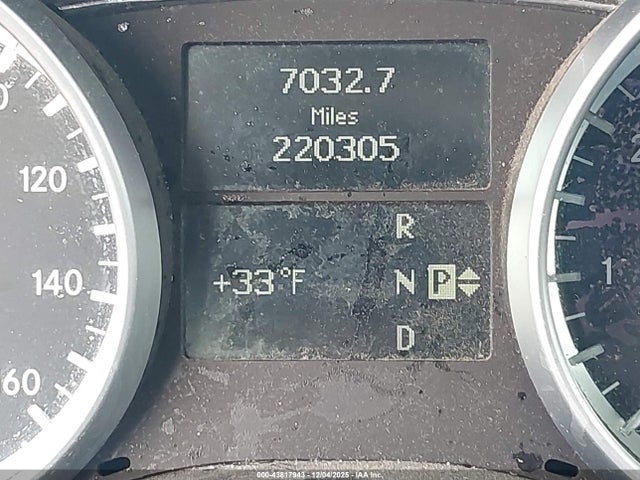 7032.7
Miles
220305
120
140
60
+33°F
R
N P
D
1
000-43817943 - 12/04/2025 - IAA Inc.